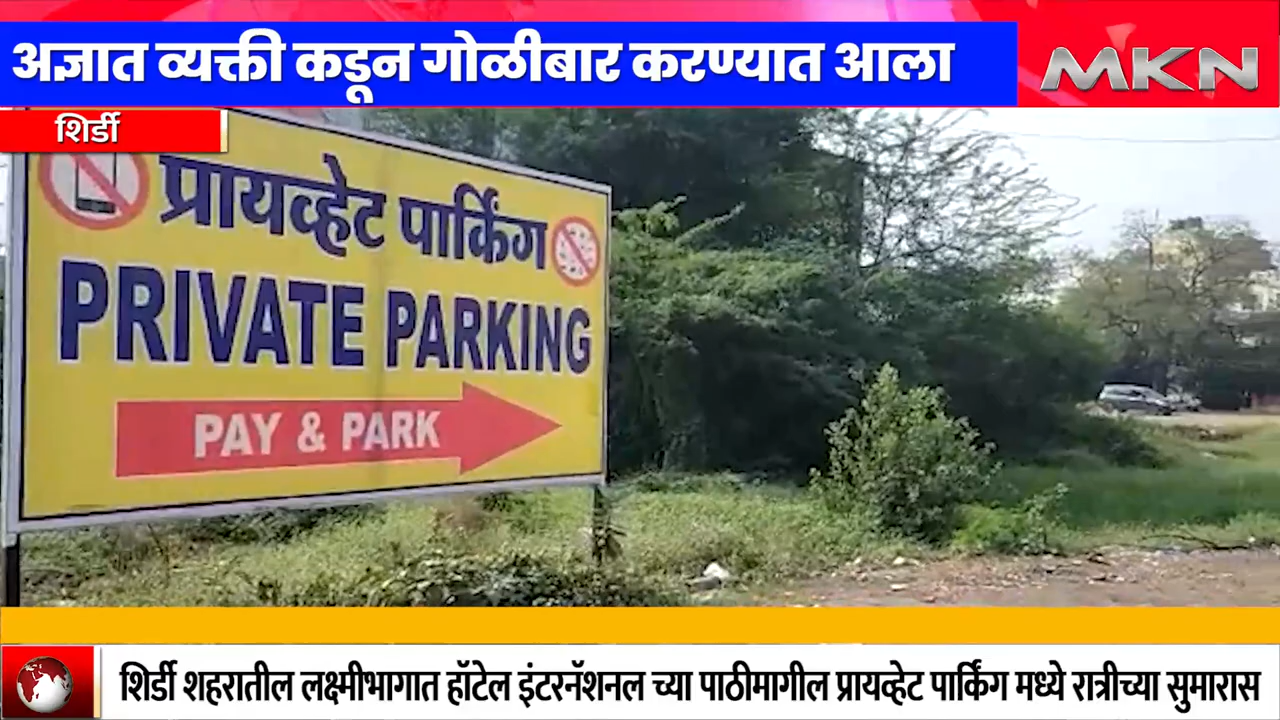 अज्ञात व्यक्ती कडून गोळीबार करण्यात आला
MKN
शिर्डी
प्रायव्हेट पार्किंग
PRIVATE PARKING
PAY & PARK
शिर्डी शहरातील लक्ष्मीभागात हॉटेल इंटरनॅशनल च्या पाठीमागील प्रायव्हेट पार्किंग मध्ये रात्रीच्या सुमारास